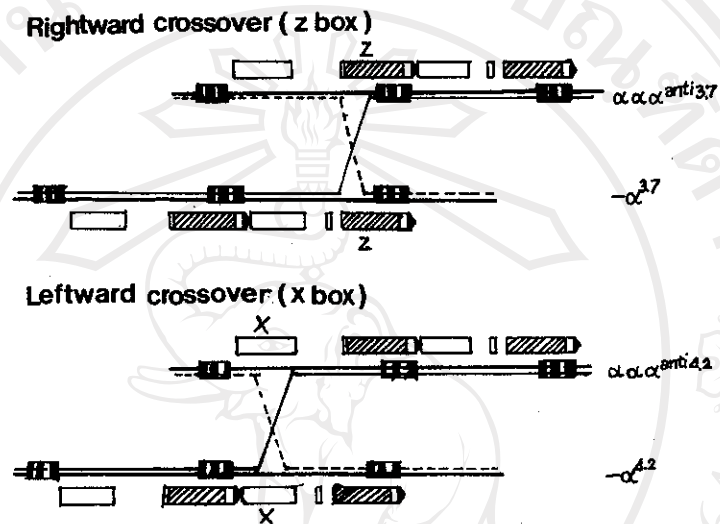 Rightward crossover (z box)
Z
ααα^anti3.7
-α^3.7
Z
Leftward crossover (x box)
X
ααα^anti4.2
-α^4.2
X